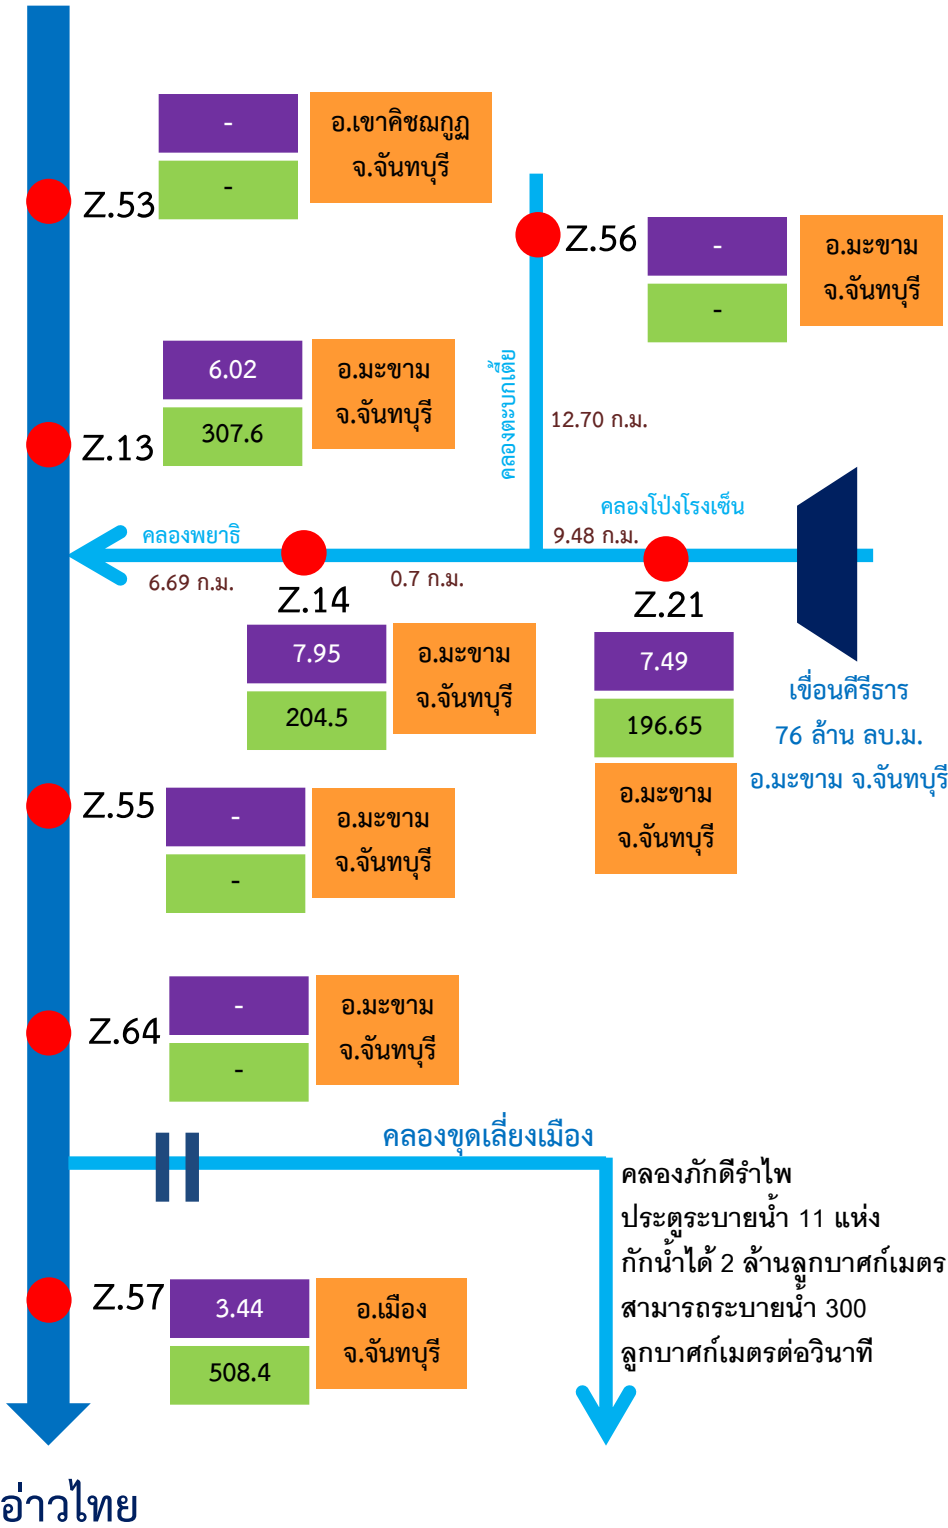 -
-
อ.เขาคิชฌกูฏ
จ.จันทบุรี
Z.53
Z.56
-
-
อ.มะขาม
จ.จันทบุรี
6.02
307.6
อ.มะขาม
จ.จันทบุรี
Z.13
คลองตะบกเตี้ย
12.70 ก.ม.
คลองโป่งโรงเซ็น
9.48 ก.ม.
คลองพยาธิ
6.69 ก.ม.
0.7 ก.ม.
Z.14
7.95
204.5
อ.มะขาม
จ.จันทบุรี
Z.21
7.49
196.65
อ.มะขาม
จ.จันทบุรี
เขื่อนคีรีธาร
76 ล้าน ลบ.ม.
อ.มะขาม จ.จันทบุรี
Z.55
-
-
อ.มะขาม
จ.จันทบุรี
Z.64
-
-
อ.มะขาม
จ.จันทบุรี
คลองขุดเลี่ยงเมือง
คลองภักดีรำไพ
ประตูระบายน้ำ 11 แห่ง
กักน้ำได้ 2 ล้านลูกบาศก์เมตร
สามารถระบายน้ำ 300
ลูกบาศก์เมตรต่อวินาที
Z.57
3.44
508.4
อ.เมือง
จ.จันทบุรี
อ่าวไทย